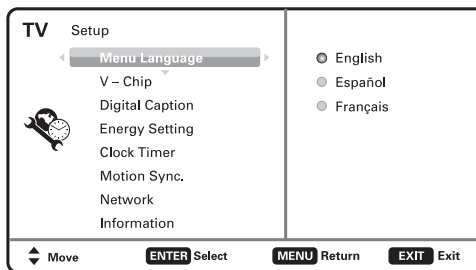 TV Setup
Menu Language
V – Chip
Digital Caption
Energy Setting
Clock Timer
Motion Sync.
Network
Information
English
Español
Français
Move ENTER Select MENU Return EXIT Exit